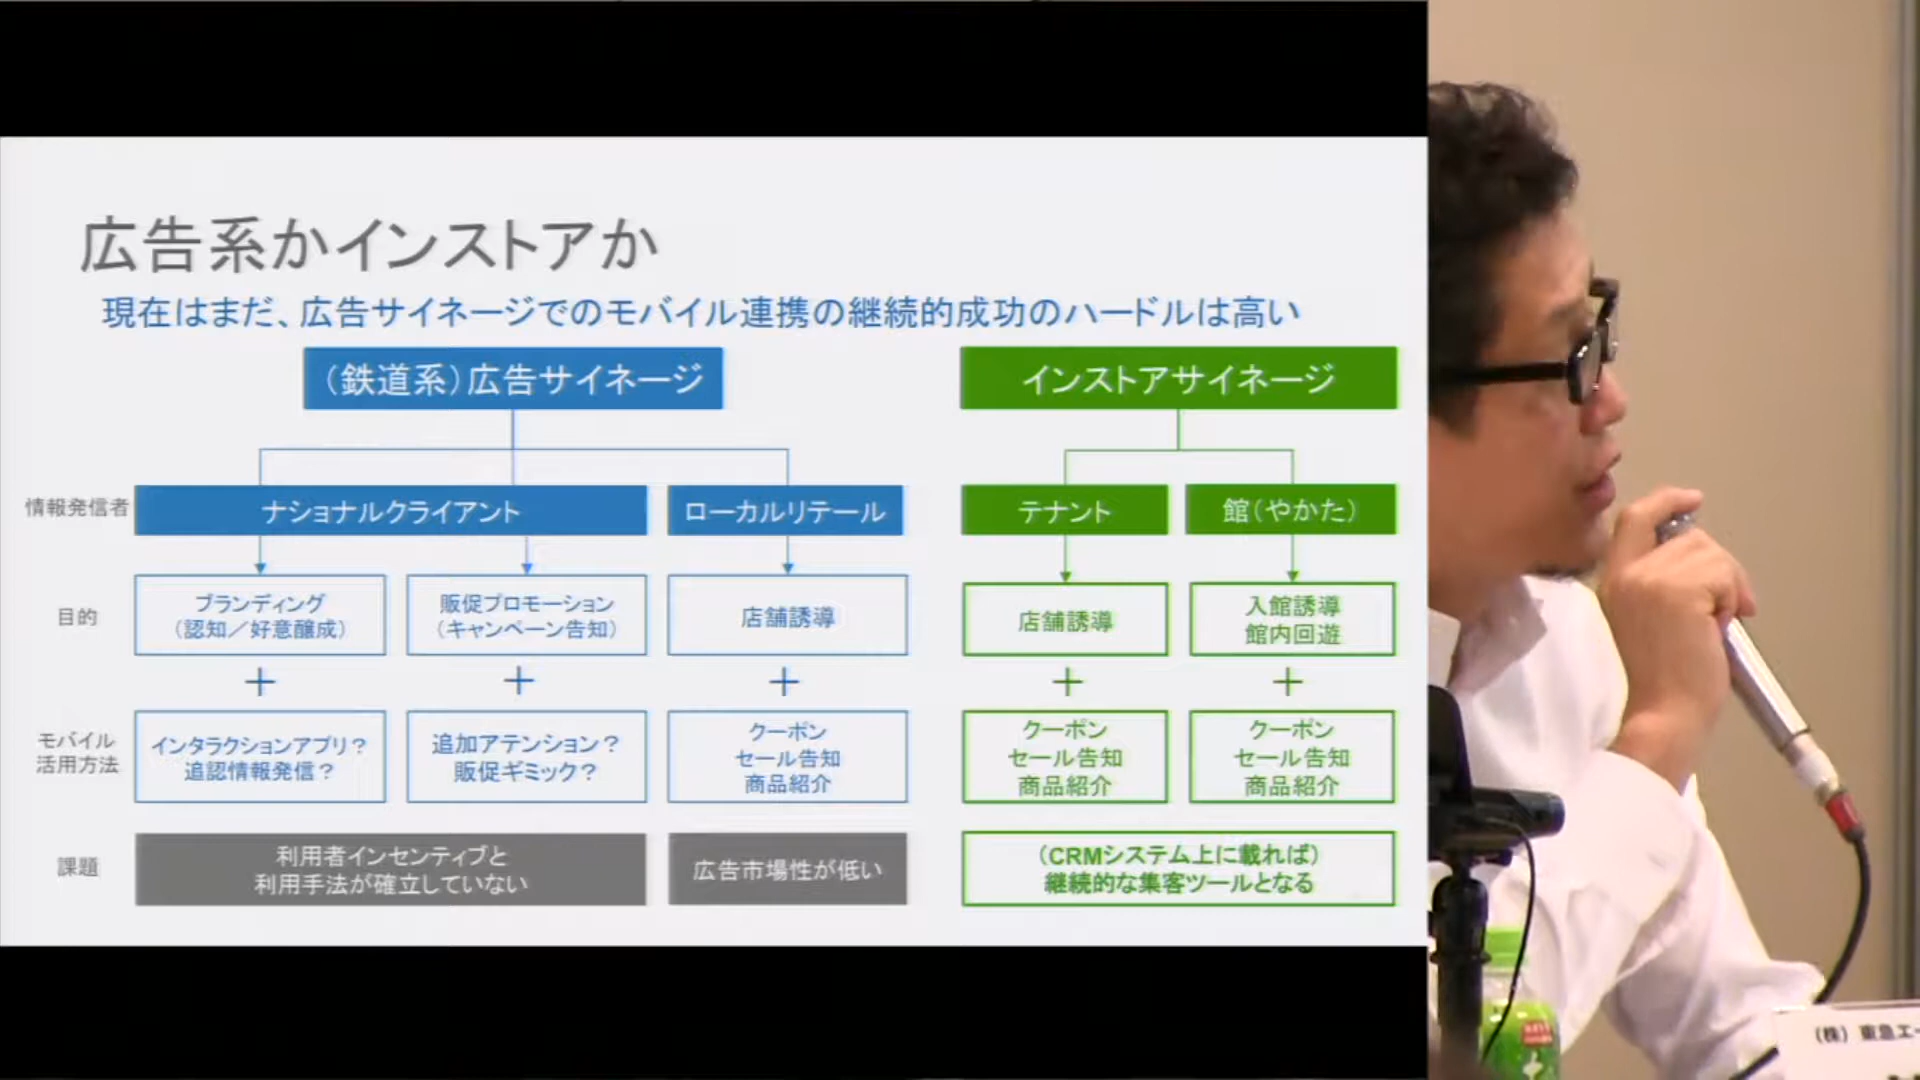 広告系かインストアか
現在はまだ、広告サイネージでのモバイル連携の継続的成功のハードルは高い
（鉄道系）広告サイネージ
インストアサイネージ
情報発信者
ナショナルクライアント
ローカルリテール
テナント
館（やかた）
目的
ブランディング
（認知／好意醸成）
販促プロモーション
（キャンペーン告知）
店舗誘導
店舗誘導
入館誘導
館内回遊
＋
＋
＋
＋
＋
モバイル
活用方法
インタラクションアプリ？
追認情報発信？
追加アテンション？
販促ギミック？
クーポン
セール告知
商品紹介
クーポン
セール告知
商品紹介
クーポン
セール告知
商品紹介
課題
利用者インセンティブと
利用手法が確立していない
広告市場性が低い
（CRMシステム上に載れば）
継続的な集客ツールとなる
（株）東急エー